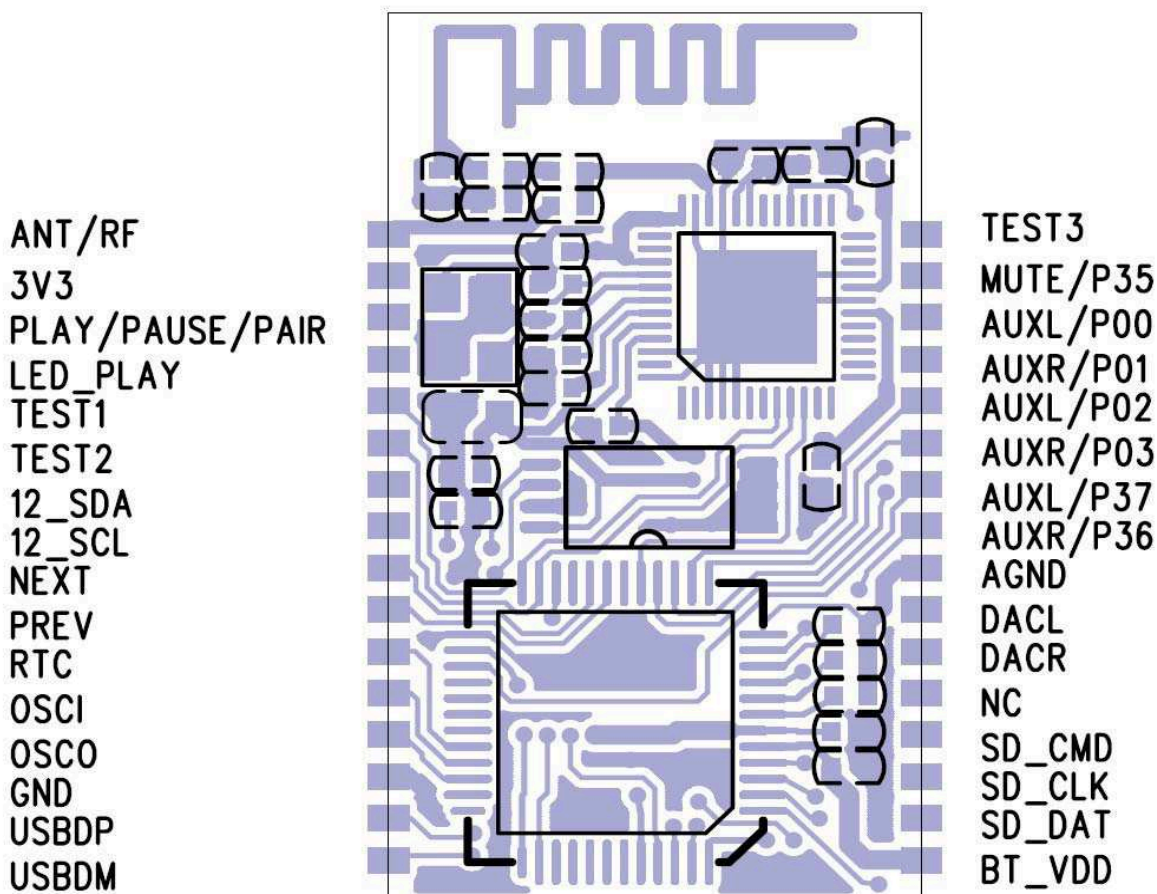 ANT/RF
3V3
PLAY/PAUSE/PAIR
LED_PLAY
TEST1
TEST2
12_SDA
12_SCL
NEXT
PREV
RTC
OSCI
OSCO
GND
USBDP
USBDM
TEST3
MUTE/P35
AUXL/P00
AUXR/P01
AUXL/P02
AUXR/P03
AUXL/P37
AUXR/P36
AGND
DACL
DACR
NC
SD_CMD
SD_CLK
SD_DAT
BT_VDD